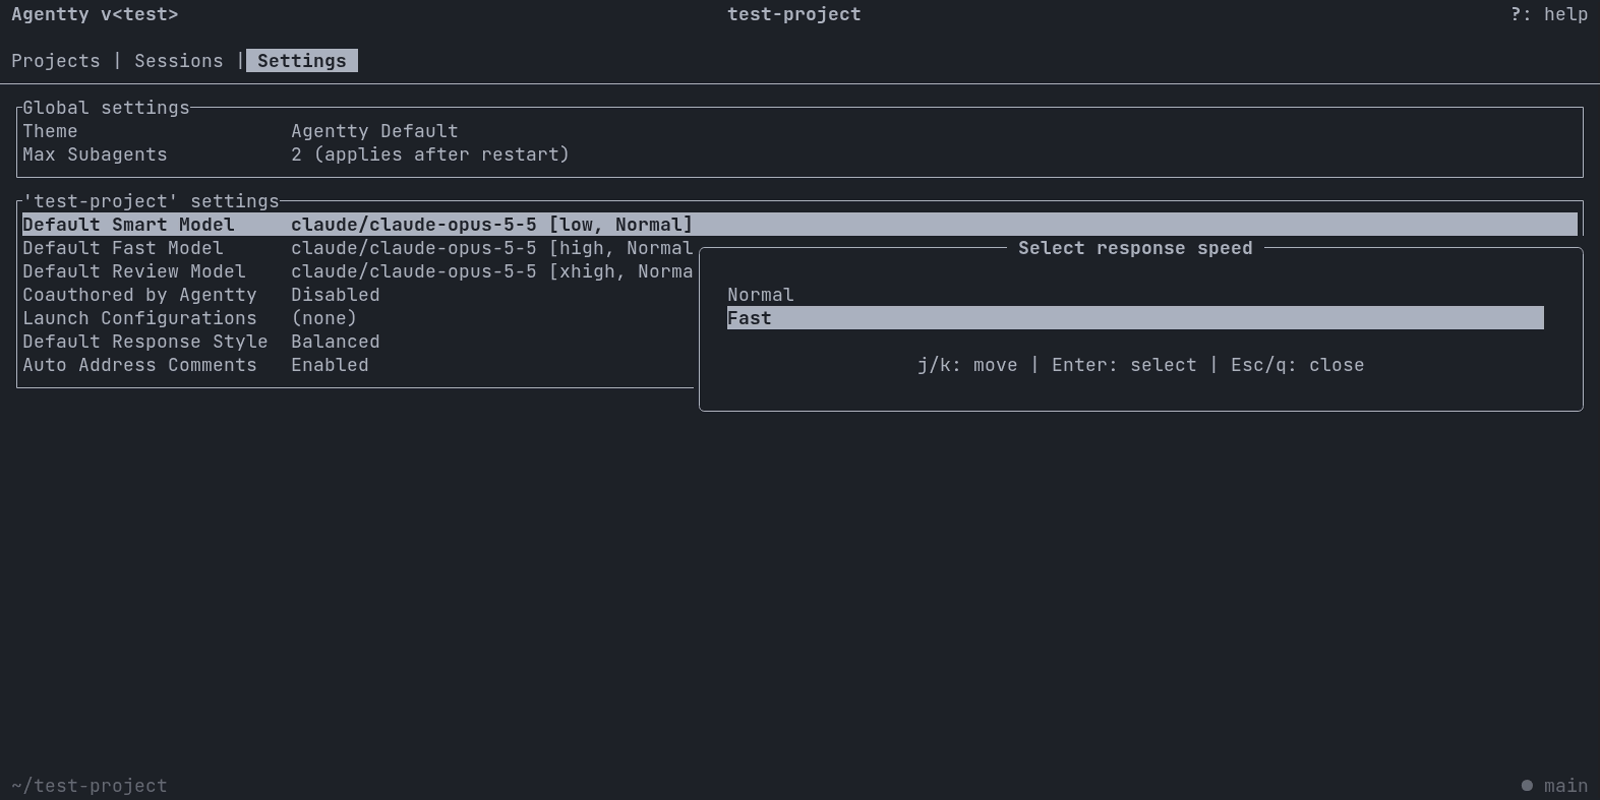 Agentty v<test> test-project ?: help
Projects | Sessions | Settings
Global settings
Theme Agentty Default
Max Subagents 2 (applies after restart)
'test-project' settings
Default Smart Model claude/claude-opus-5-5 [low, Normal]
Default Fast Model claude/claude-opus-5-5 [high, Normal
Default Review Model claude/claude-opus-5-5 [xhigh, Norma
Coauthored by Agentty Disabled
Launch Configurations (none)
Default Response Style Balanced
Auto Address Comments Enabled
Select response speed
Normal
Fast
j/k: move | Enter: select | Esc/q: close
~/test-project ● main